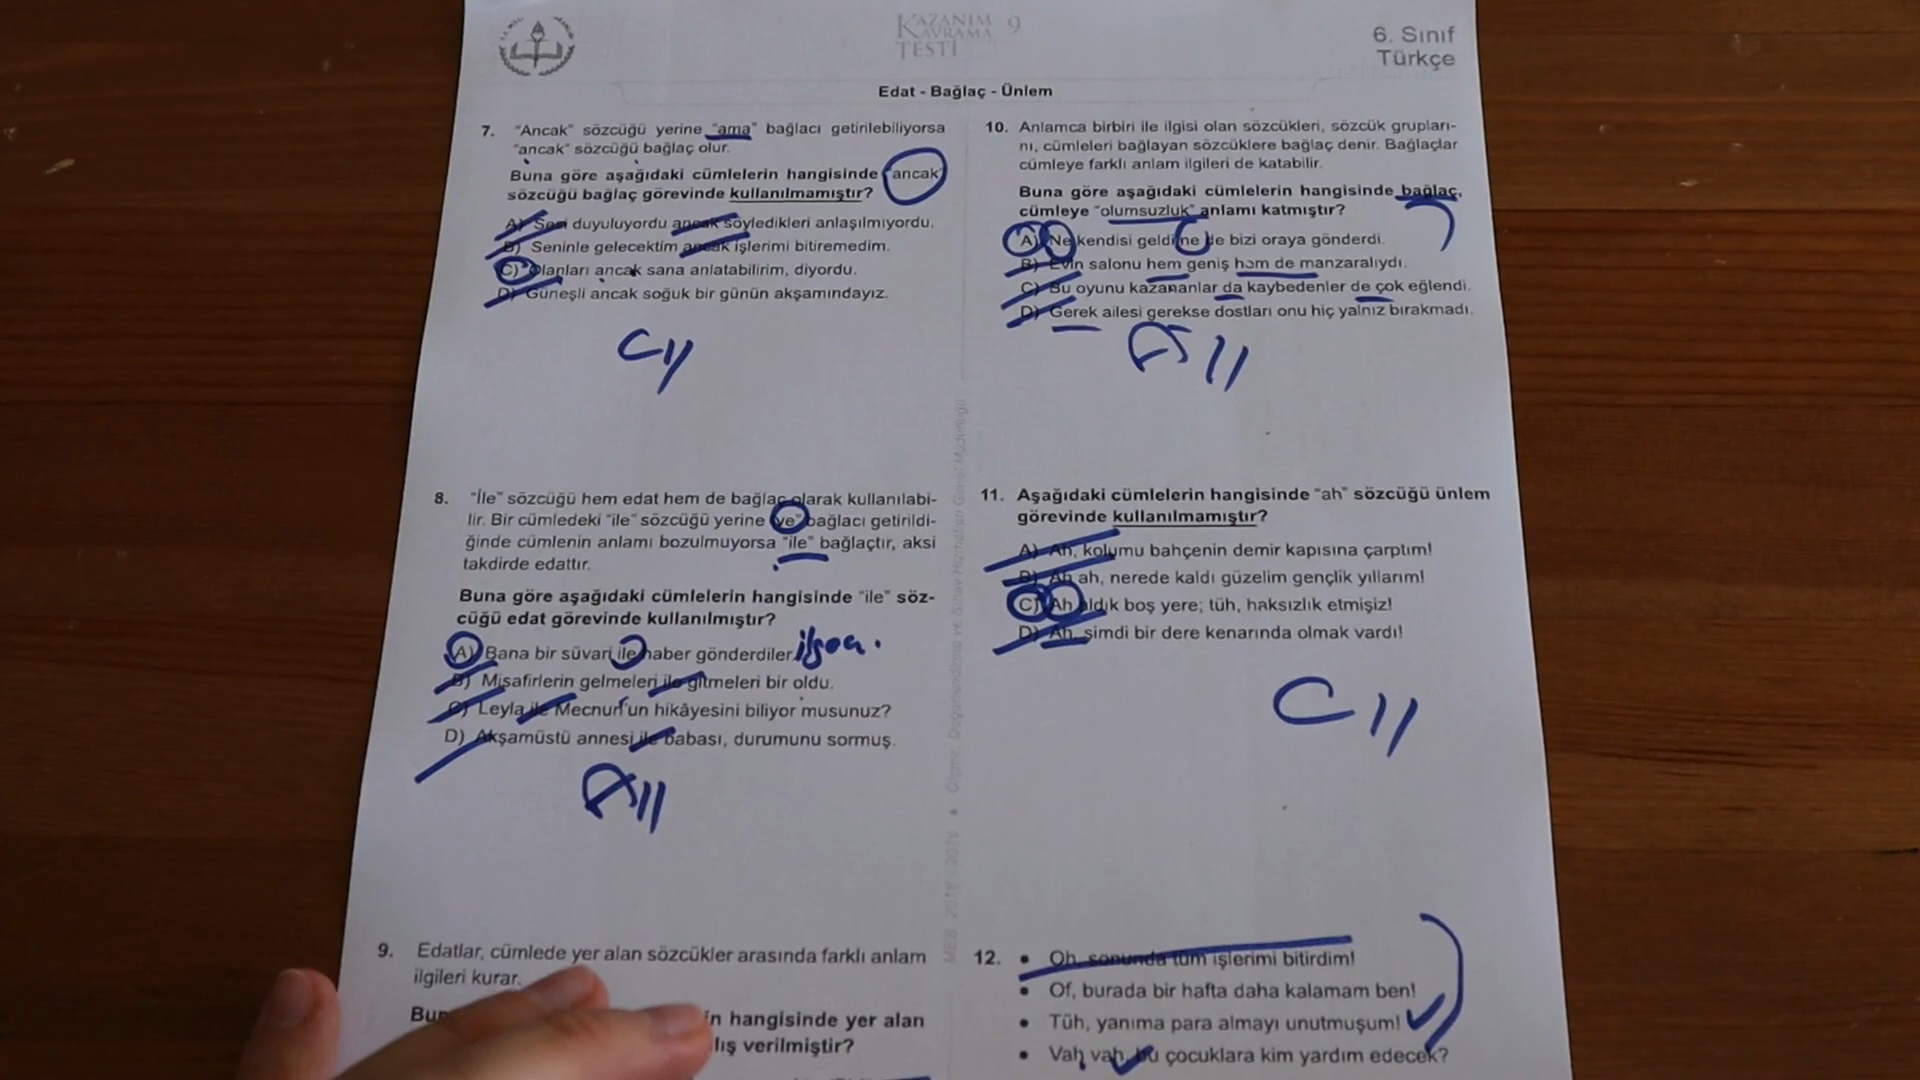 KAZANIM
KAVRAMA
TESTİ 9
6. Sınıf
Türkçe
Edat - Bağlaç - Ünlem
7. "Ancak" sözcüğü yerine "ama" bağlacı getirilebiliyorsa
"ancak" sözcüğü bağlaç olur.
Buna göre aşağıdaki cümlelerin hangisinde "ancak"
sözcüğü bağlaç görevinde kullanılmamıştır?
A) Sesi duyuluyordu ancak söyledikleri anlaşılmıyordu.
B) Seninle gelecektim ancak işlerimi bitiremedim.
C) Olanları ancak sana anlatabilirim, diyordu.
D) Güneşli ancak soğuk bir günün akşamındayız.
C//
8. "İle" sözcüğü hem edat hem de bağlaç olarak kullanılabi-
lir. Bir cümledeki "ile" sözcüğü yerine "ve" bağlacı getirildi-
ğinde cümlenin anlamı bozulmuyorsa "ile" bağlaçtır, aksi
takdirde edattır.
Buna göre aşağıdaki cümlelerin hangisinde "ile" söz-
cüğü edat görevinde kullanılmıştır?
A) Bana bir süvari ile haber gönderdiler.
B) Misafirlerin gelmeleri ile gitmeleri bir oldu.
C) Leyla ile Mecnun'un hikâyesini biliyor musunuz?
D) Akşamüstü annesi ile babası, durumunu sormuş.
A//
9. Edatlar, cümlede yer alan sözcükler arasında farklı anlam
ilgileri kurar.
hangisinde yer alan
verilmiştir?
10. Anlamca birbiri ile ilgisi olan sözcükleri, sözcük grupları-
nı, cümleleri bağlayan sözcüklere bağlaç denir. Bağlaçlar
cümleye farklı anlam ilgileri de katabilir.
Buna göre aşağıdaki cümlelerin hangisinde bağlaç,
cümleye "olumsuzluk" anlamı katmıştır?
A) Ne kendisi geldi ne de bizi oraya gönderdi.
B) Evin salonu hem geniş hem de manzaralıydı.
C) Bu oyunu kazananlar da kaybedenler de çok eğlendi.
D) Gerek ailesi gerekse dostları onu hiç yalnız bırakmadı.
A//
11. Aşağıdaki cümlelerin hangisinde "ah" sözcüğü ünlem
görevinde kullanılmamıştır?
A) Ah, kolumu bahçenin demir kapısına çarptım!
B) Ah ah, nerede kaldı güzelim gençlik yıllarım!
C) Ah aldık boş yere; tüh, haksızlık etmişiz!
D) Ah, şimdi bir dere kenarında olmak vardı!
C//
12. • Oh, sonunda tüm işlerimi bitirdim!
• Of, burada bir hafta daha kalamam ben!
• Tüh, yanıma para almayı unutmuşum!
• Vah vah, bu çocuklara kim yardım edecek?